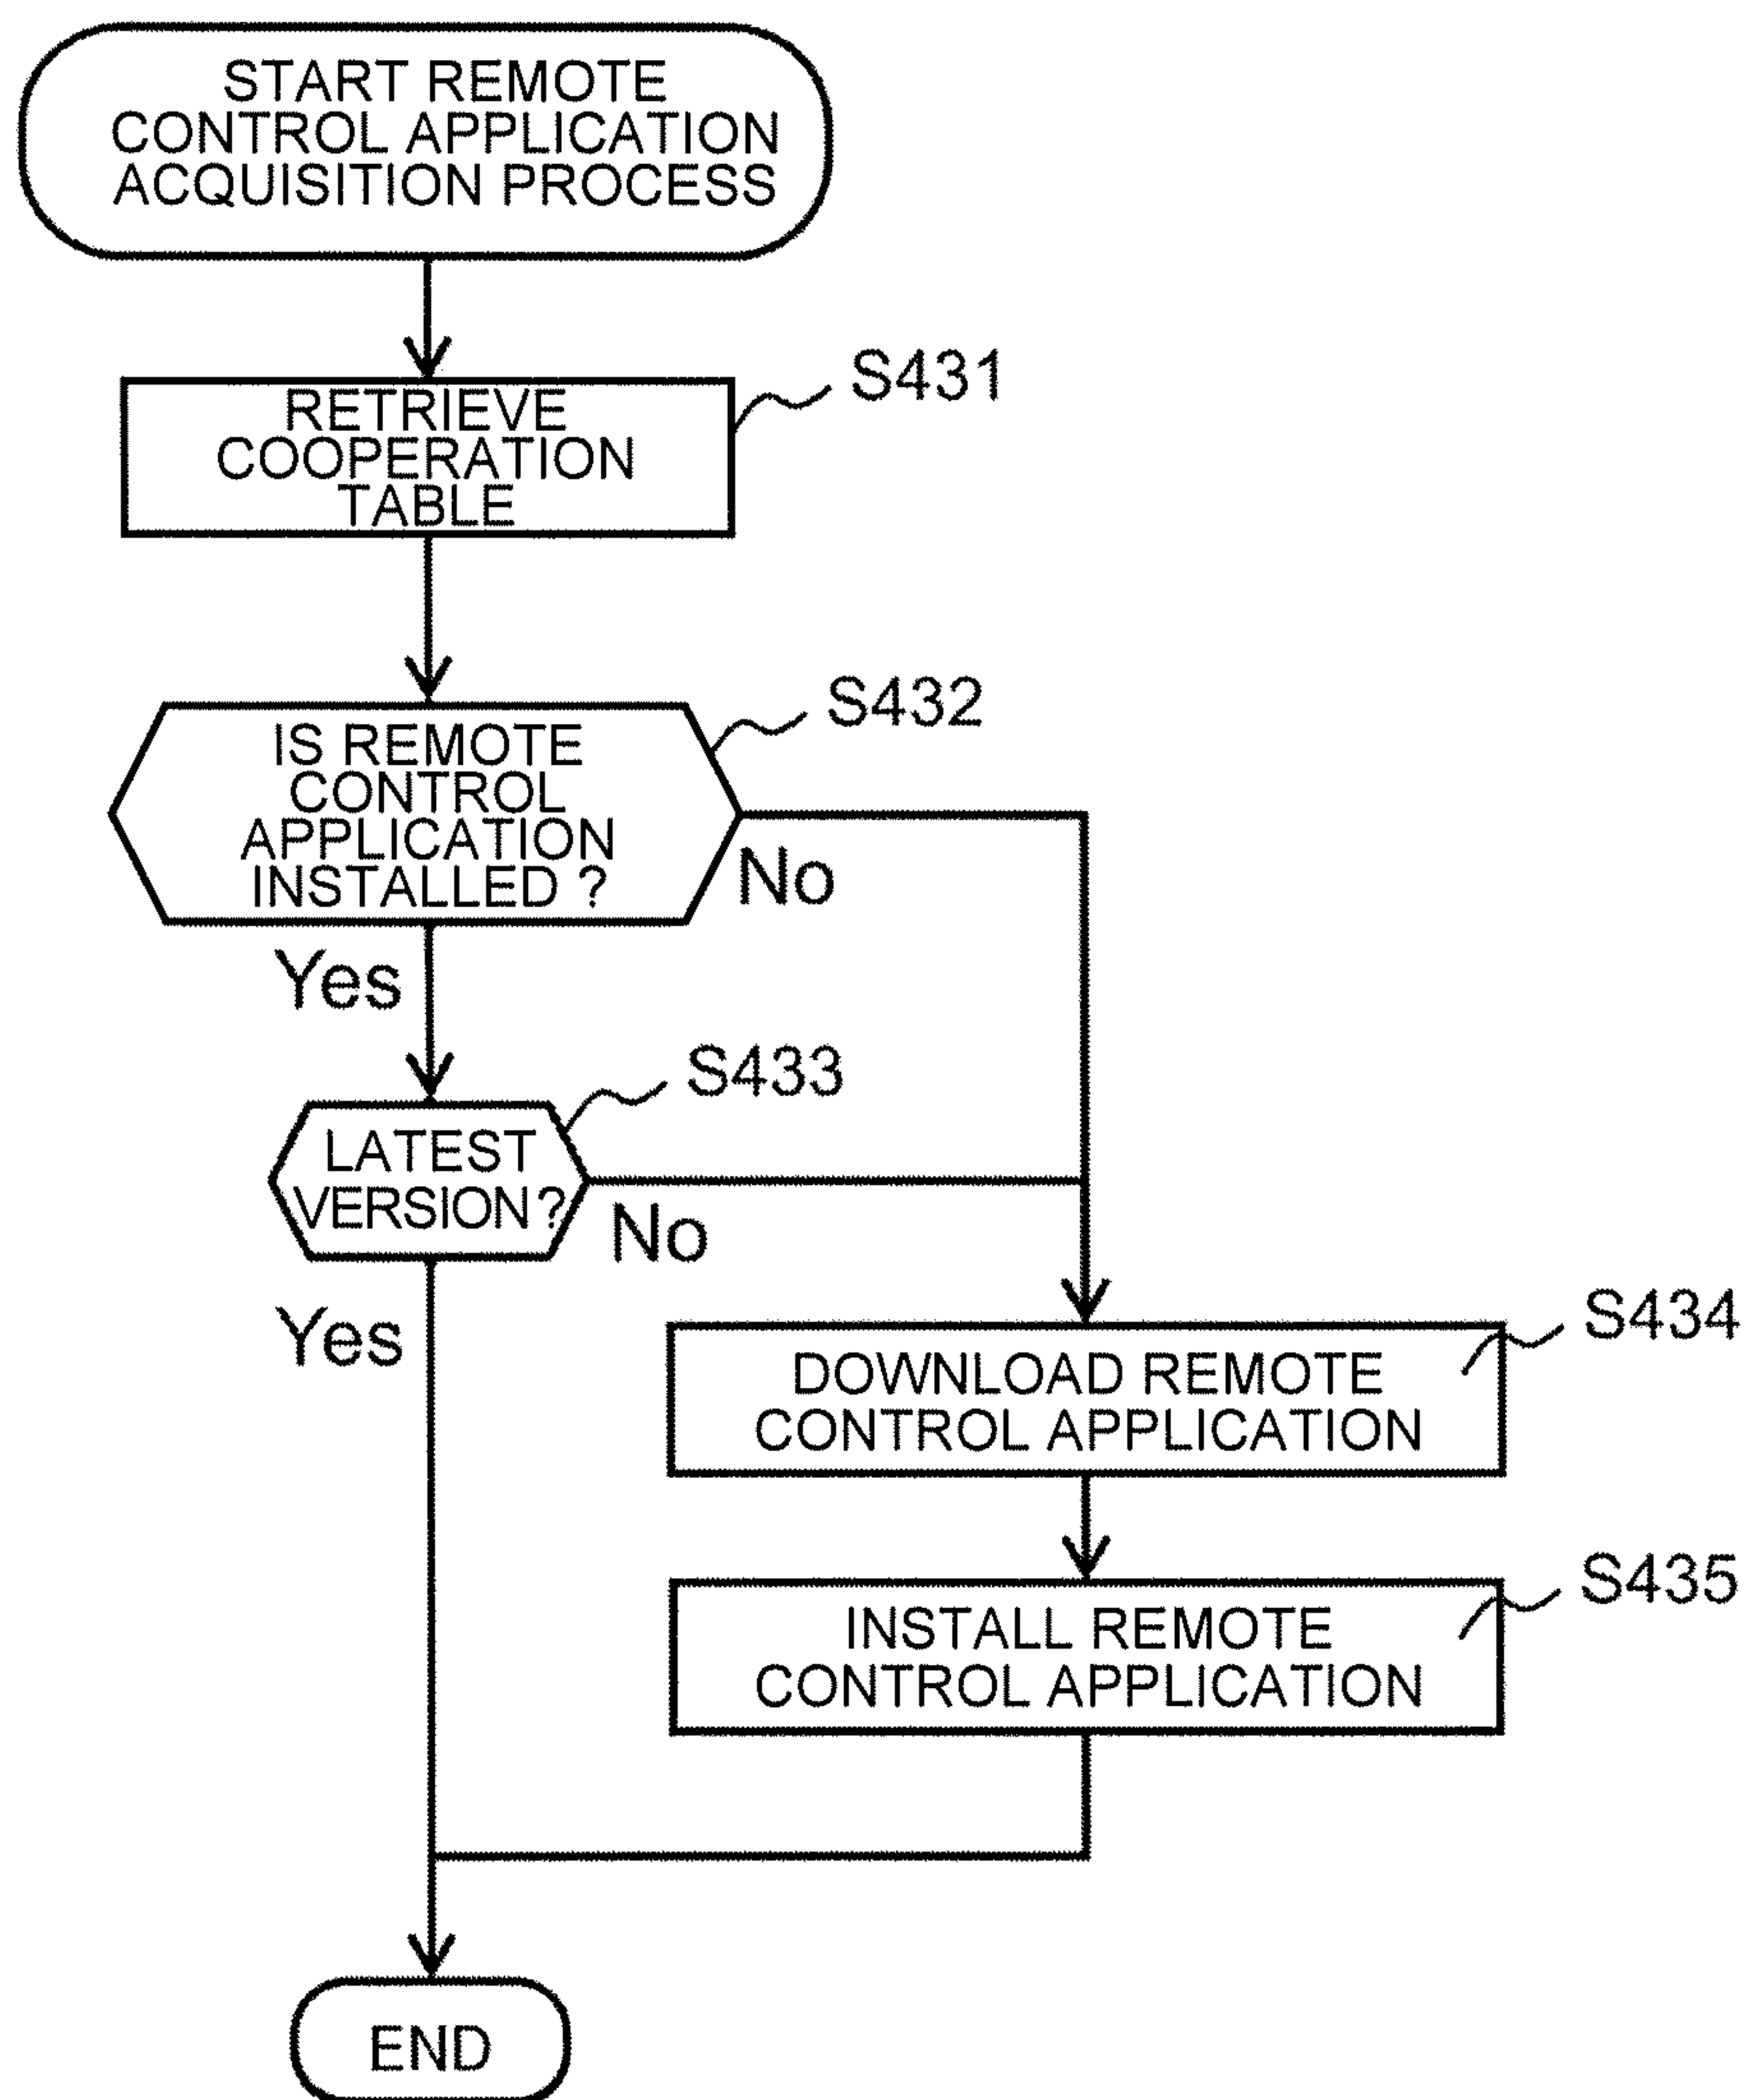 START REMOTE
CONTROL APPLICATION
ACQUISITION PROCESS
S431
RETRIEVE
COOPERATION
TABLE
S432
IS REMOTE
CONTROL
APPLICATION
INSTALLED ?
No
Yes
S433
LATEST
VERSION?
No
Yes
S434
DOWNLOAD REMOTE
CONTROL APPLICATION
S435
INSTALL REMOTE
CONTROL APPLICATION
END